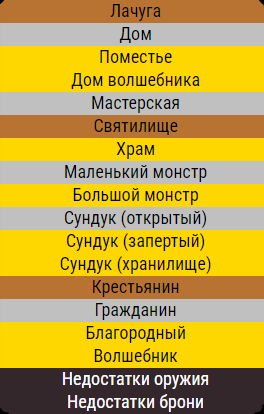 Лачуга
Дом
Поместье
Дом волшебника
Мастерская
Святилище
Храм
Маленький монстр
Большой монстр
Сундук (открытый)
Сундук (запертый)
Сундук (хранилище)
Крестьянин
Гражданин
Благородный
Волшебник
Недостатки оружия
Недостатки брони